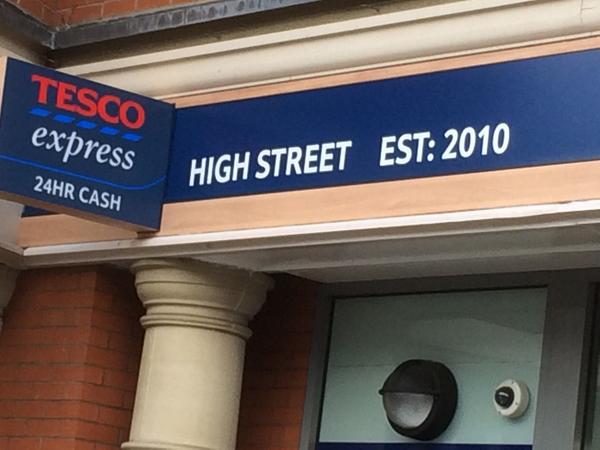 TESCO
express
24HR CASH
HIGH STREET EST: 2010